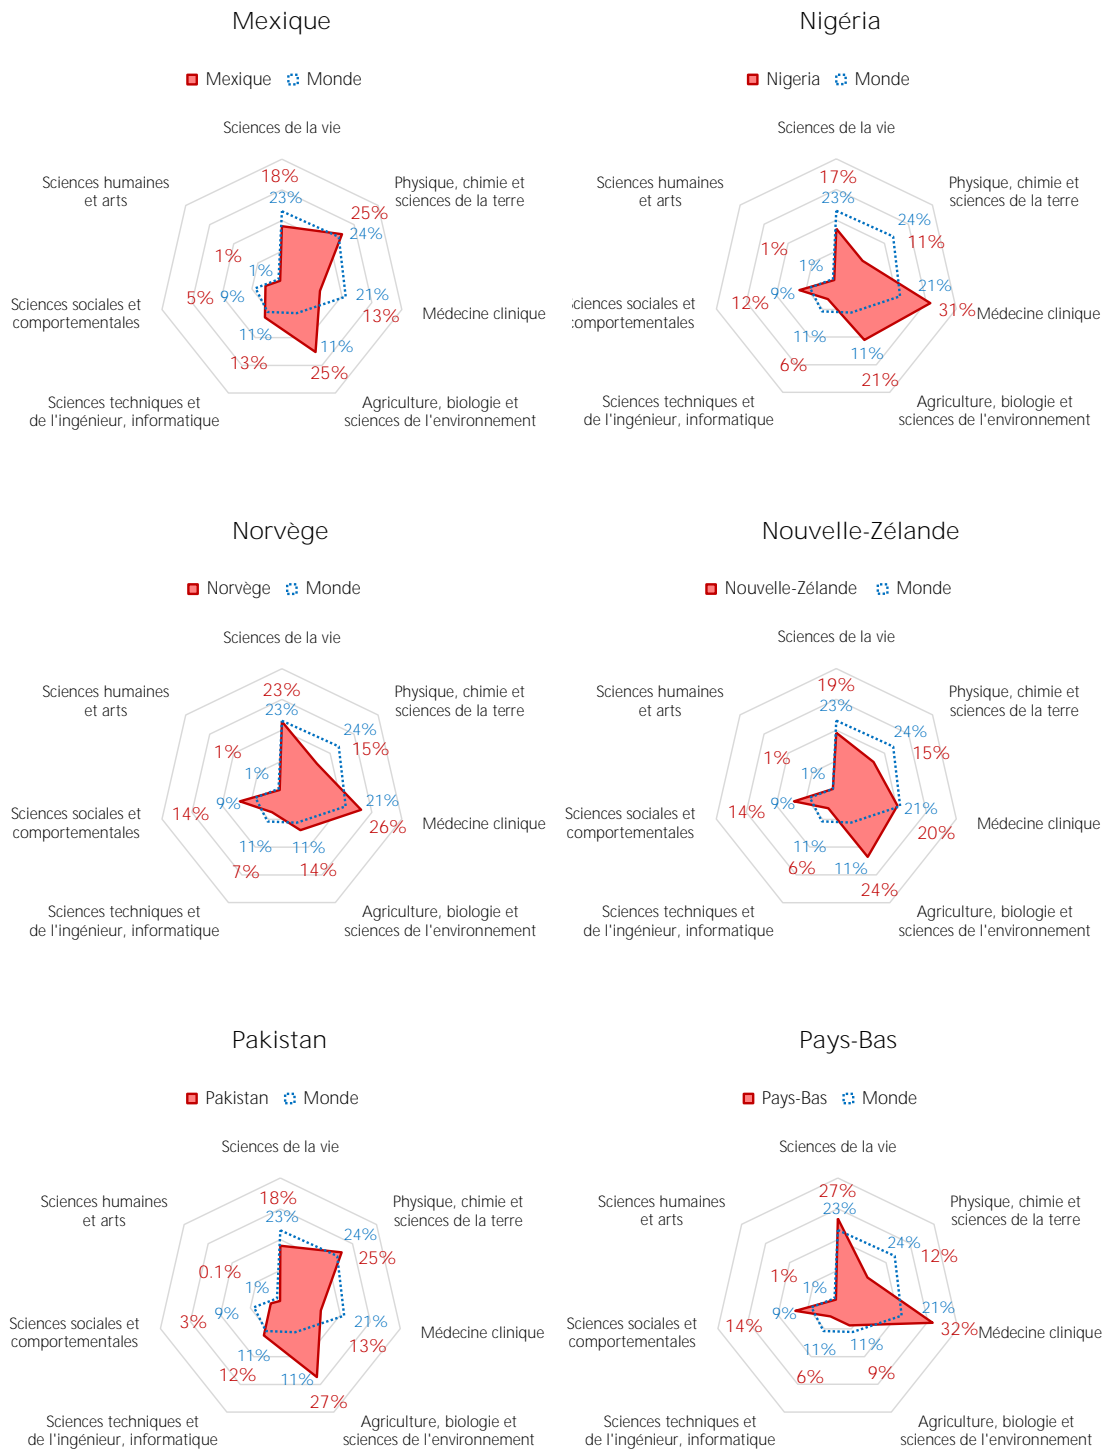 Mexique
Mexique Monde
Sciences de la vie
Sciences humaines
et arts
Physique, chimie et
sciences de la terre
18%
23%
25%
24%
1%
1%
5%
9%
21%
13%
Sciences sociales et
comportementales
Médecine clinique
11%
13%
11%
25%
Sciences techniques et
de l'ingénieur, informatique
Agriculture, biologie et
sciences de l'environnement
Nigéria
Nigeria Monde
Sciences de la vie
Sciences humaines
et arts
Physique, chimie et
sciences de la terre
17%
23%
24%
11%
1%
1%
12%
9%
21%
31%
ciences sociales et
comportementales
Médecine clinique
11%
6%
11%
21%
Sciences techniques et
de l'ingénieur, informatique
Agriculture, biologie et
sciences de l'environnement
Norvège
Norvège Monde
Sciences de la vie
Sciences humaines
et arts
Physique, chimie et
sciences de la terre
23%
23%
24%
15%
1%
1%
14%
9%
21%
26%
Sciences sociales et
comportementales
Médecine clinique
11%
7%
11%
14%
Sciences techniques et
de l'ingénieur, informatique
Agriculture, biologie et
sciences de l'environnement
Nouvelle-Zélande
Nouvelle-Zélande Monde
Sciences de la vie
Sciences humaines
et arts
Physique, chimie et
sciences de la terre
19%
23%
24%
15%
1%
1%
14%
9%
21%
20%
Sciences sociales et
comportementales
Médecine clinique
11%
6%
11%
24%
Sciences techniques et
de l'ingénieur, informatique
Agriculture, biologie et
sciences de l'environnement
Pakistan
Pakistan Monde
Sciences de la vie
Sciences humaines
et arts
Physique, chimie et
sciences de la terre
18%
23%
24%
25%
0.1%
1%
3%
9%
21%
13%
Sciences sociales et
comportementales
Médecine clinique
11%
12%
11%
27%
Sciences techniques et
de l'ingénieur, informatique
Agriculture, biologie et
sciences de l'environnement
Pays-Bas
Pays-Bas Monde
Sciences de la vie
Sciences humaines
et arts
Physique, chimie et
sciences de la terre
27%
23%
24%
12%
1%
1%
14%
9%
21%
32%
Sciences sociales et
comportementales
Médecine clinique
11%
6%
11%
9%
Sciences techniques et
de l'ingénieur, informatique
Agriculture, biologie et
sciences de l'environnement